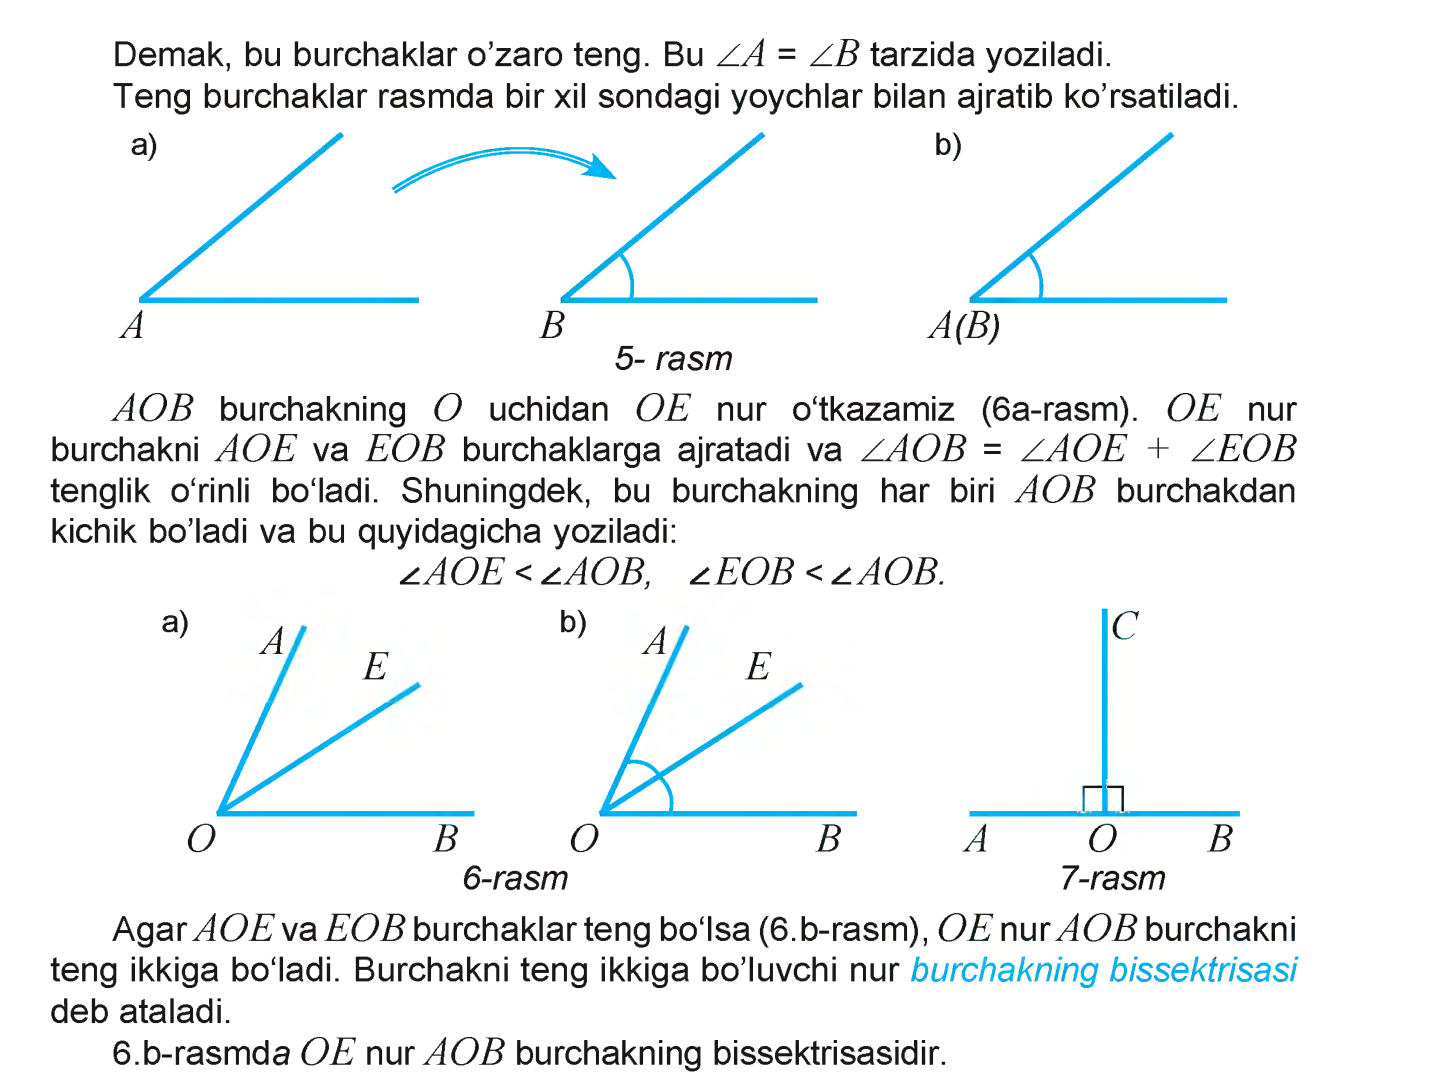 Demak, bu burchaklar o’zaro teng. Bu ∠A = ∠B tarzida yoziladi.
Teng burchaklar rasmda bir xil sondagi yoychlar bilan ajratib ko’rsatiladi.
a)
b)
A
B
A(B)
5- rasm
AOB burchakning O uchidan OE nur o‘tkazamiz (6a-rasm). OE nur
burchakni AOE va EOB burchaklarga ajratadi va ∠AOB = ∠AOE + ∠EOB
tenglik o‘rinli bo‘ladi. Shuningdek, bu burchakning har biri AOB burchakdan
kichik bo’ladi va bu quyidagicha yoziladi:
∠AOE < ∠AOB, ∠EOB < ∠AOB.
a)
A
E
O
B
b)
A
E
O
B
6-rasm
C
A
O
B
7-rasm
Agar AOE va EOB burchaklar teng bo‘lsa (6.b-rasm), OE nur AOB burchakni
teng ikkiga bo‘ladi. Burchakni teng ikkiga bo’luvchi nur burchakning bissektrisasi
deb ataladi.
6.b-rasmda OE nur AOB burchakning bissektrisasidir.